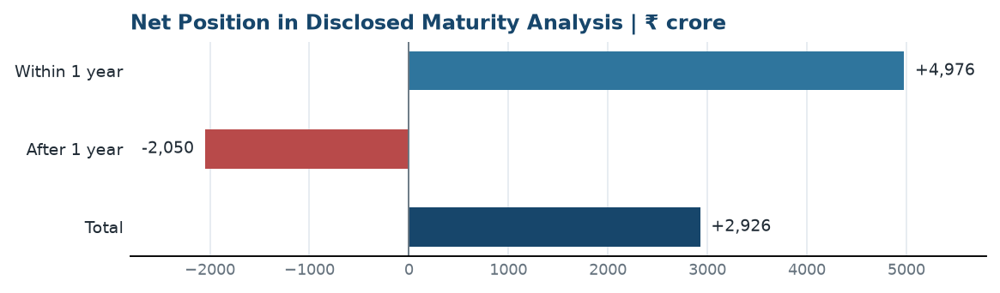 Net Position in Disclosed Maturity Analysis | ₹ crore
Within 1 year +4,976
After 1 year -2,050
Total +2,926
−2000 −1000 0 1000 2000 3000 4000 5000